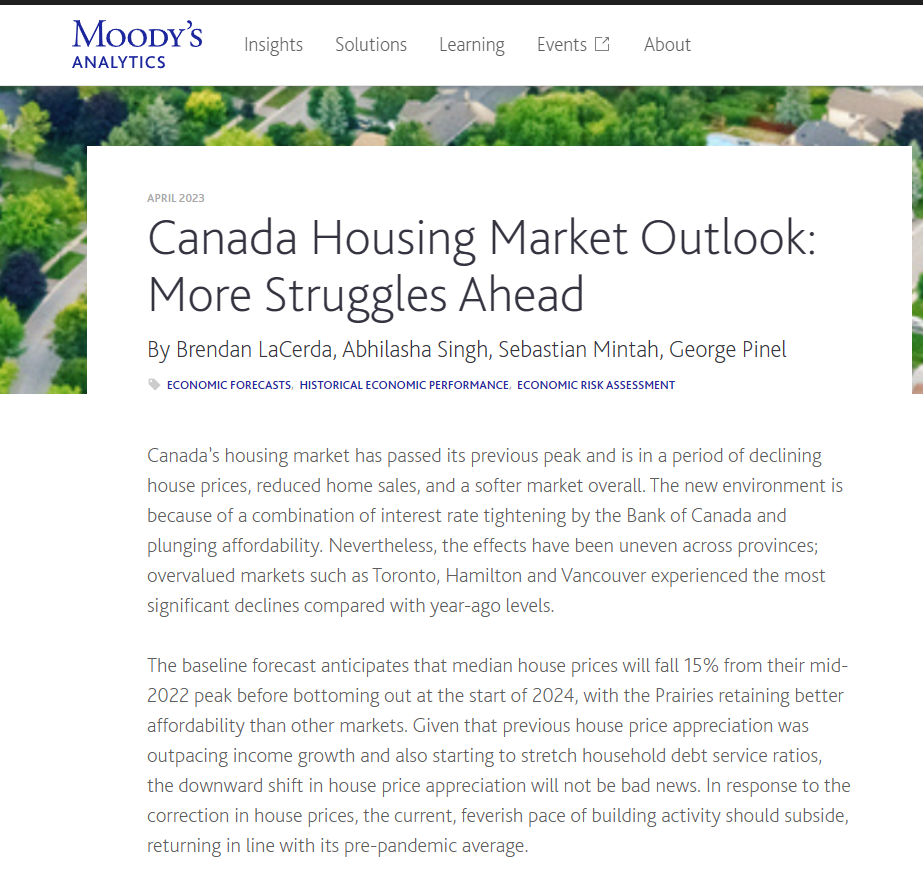 MOODY'S
ANALYTICS
Insights Solutions Learning Events About
APRIL 2023
Canada Housing Market Outlook:
More Struggles Ahead
By Brendan LaCerda, Abhilasha Singh, Sebastian Mintah, George Pinel
ECONOMIC FORECASTS, HISTORICAL ECONOMIC PERFORMANCE, ECONOMIC RISK ASSESSMENT
Canada's housing market has passed its previous peak and is in a period of declining
house prices, reduced home sales, and a softer market overall. The new environment is
because of a combination of interest rate tightening by the Bank of Canada and
plunging affordability. Nevertheless, the effects have been uneven across provinces;
overvalued markets such as Toronto, Hamilton and Vancouver experienced the most
significant declines compared with year-ago levels.
The baseline forecast anticipates that median house prices will fall 15% from their mid-
2022 peak before bottoming out at the start of 2024, with the Prairies retaining better
affordability than other markets. Given that previous house price appreciation was
outpacing income growth and also starting to stretch household debt service ratios,
the downward shift in house price appreciation will not be bad news. In response to the
correction in house prices, the current, feverish pace of building activity should subside,
returning in line with its pre-pandemic average.